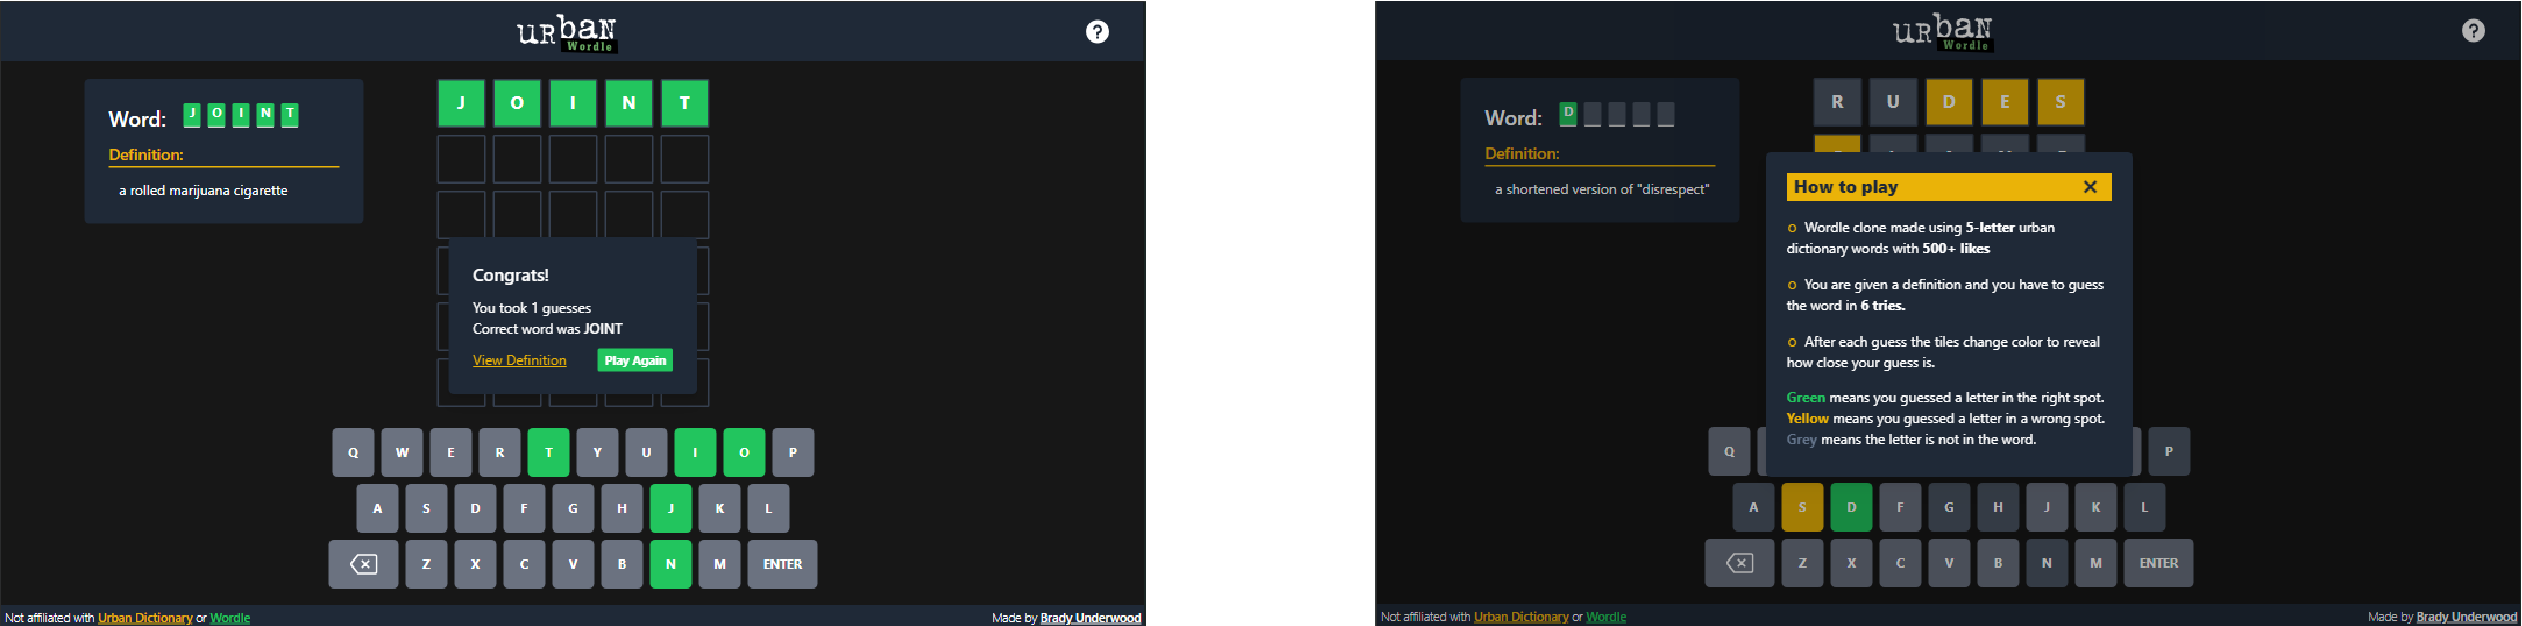 urban
Wordle
?
Word: J O I N T
Definition:
a rolled marijuana cigarette
J O I N T
Congrats!
You took 1 guesses
Correct word was JOINT
View Definition Play Again
Q W E R T Y U I O P
A S D F G H J K L
Z X C V B N M ENTER
Not affiliated with Urban Dictionary or Wordle
Made by Brady Underwood
urban
Wordle
?
Word: D
Definition:
a shortened version of "disrespect"
R U D E S
How to play
Wordle clone made using 5-letter urban
dictionary words with 500+ likes
You are given a definition and you have to guess
the word in 6 tries.
After each guess the tiles change color to reveal
how close your guess is.
Green means you guessed a letter in the right spot.
Yellow means you guessed a letter in a wrong spot.
Grey means the letter is not in the word.
Q P
A S D F G H J K L
Z X C V B N M ENTER
Not affiliated with Urban Dictionary or Wordle
Made by Brady Underwood